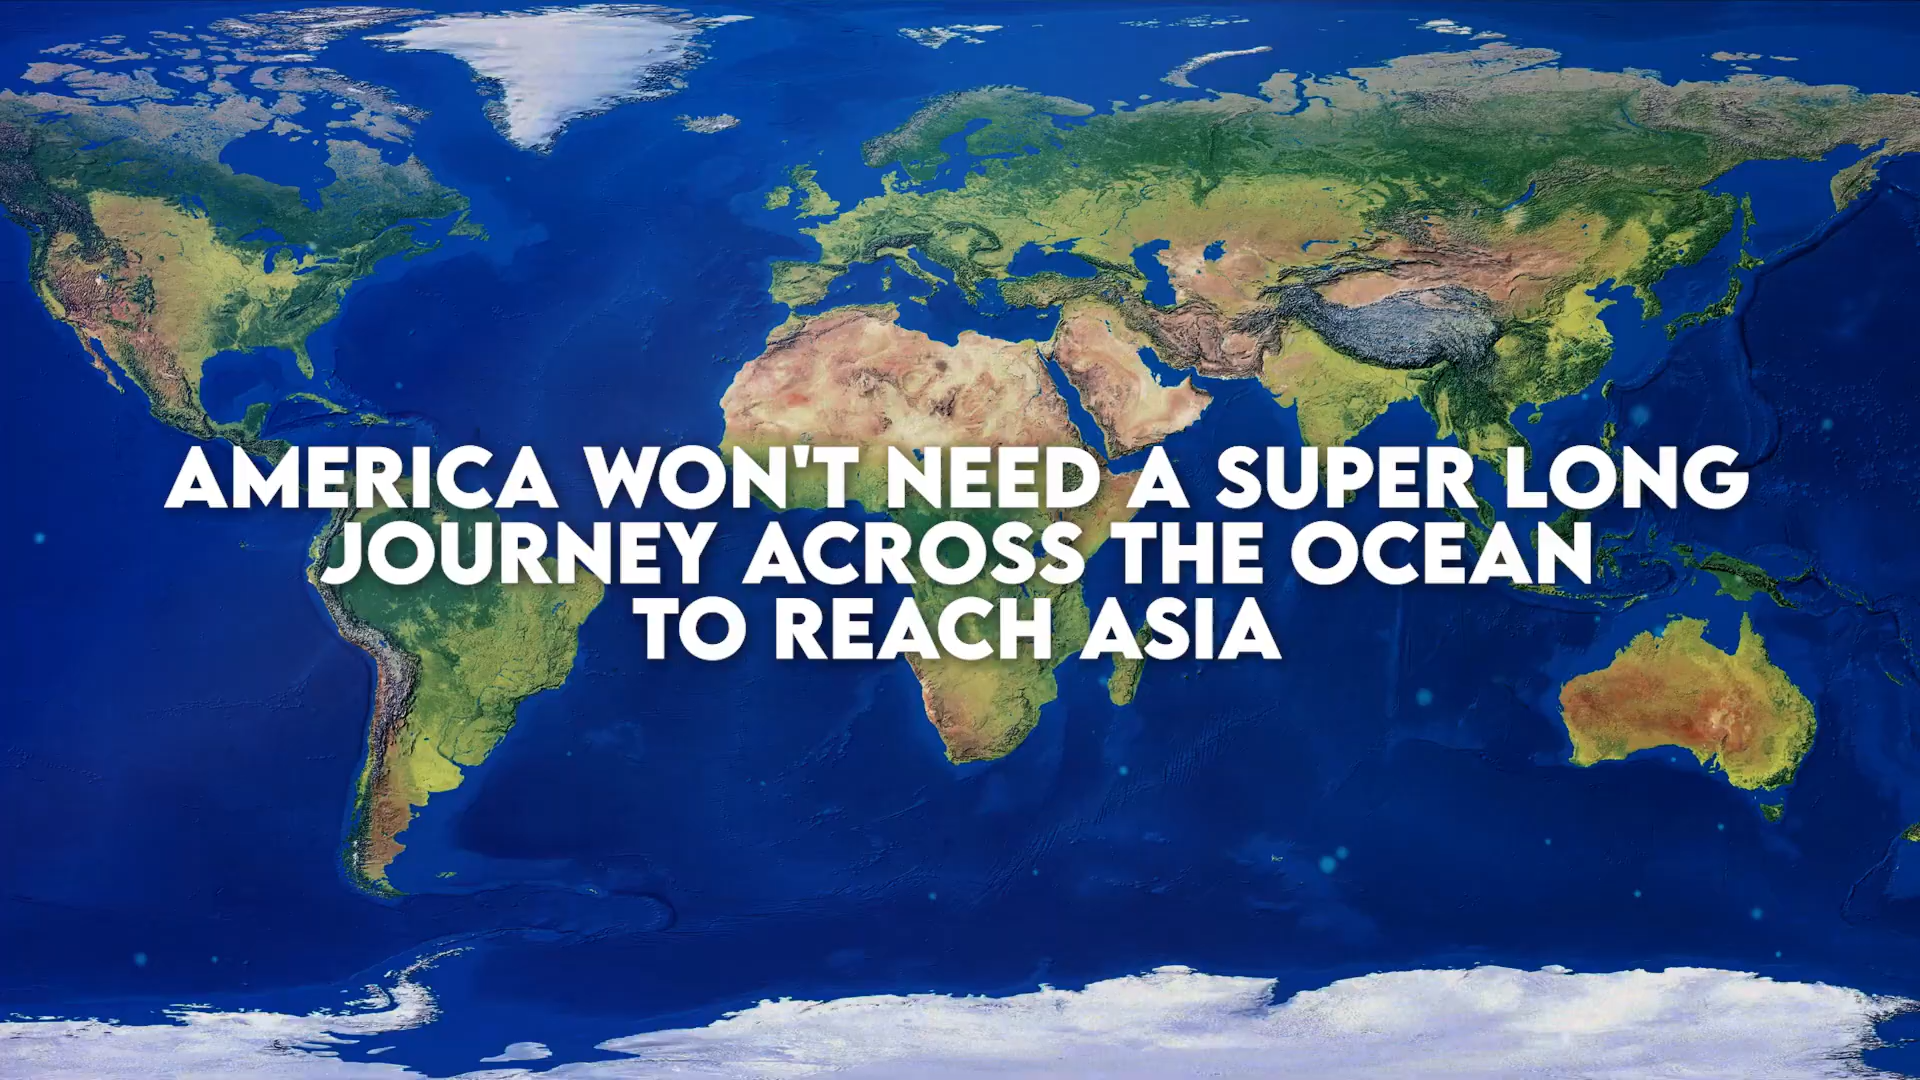 AMERICA WON'T NEED A SUPER LONG
JOURNEY ACROSS THE OCEAN
TO REACH ASIA